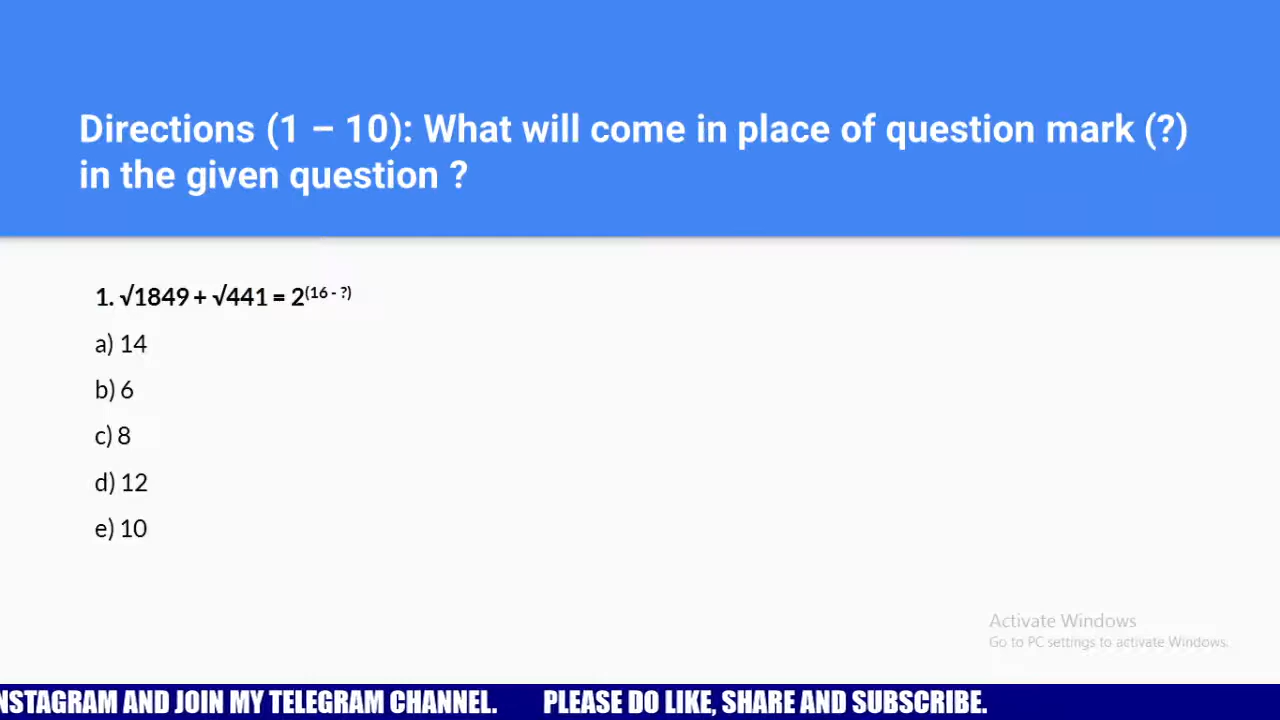 Directions (1 – 10): What will come in place of question mark (?)
in the given question ?
1. √1849 + √441 = 2⁽¹⁶ ⁻ ?⁾
a) 14
b) 6
c) 8
d) 12
e) 10
Activate Windows
Go to PC settings to activate Windows.
NSTAGRAM AND JOIN MY TELEGRAM CHANNEL. PLEASE DO LIKE, SHARE AND SUBSCRIBE.